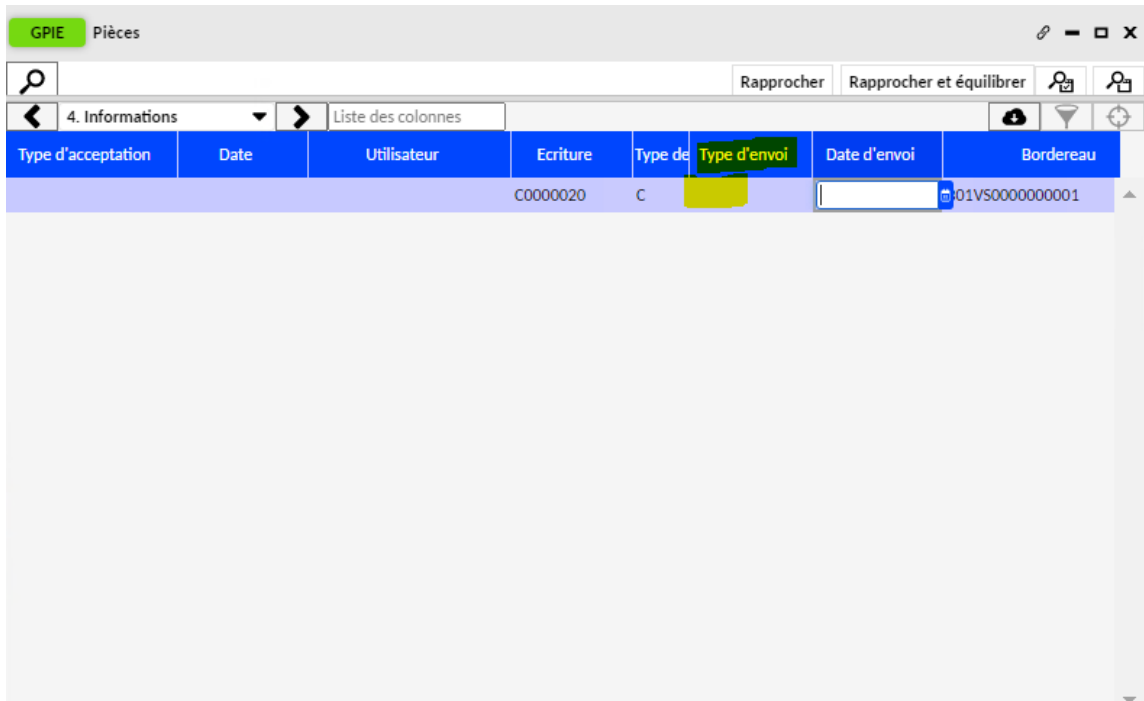 GPIE Pièces
Rapprocher Rapprocher et équilibrer
4. Informations Liste des colonnes
Type d'acceptation Date Utilisateur Ecriture Type de Type d'envoi Date d'envoi Bordereau
C0000020 C 01VS0000000001